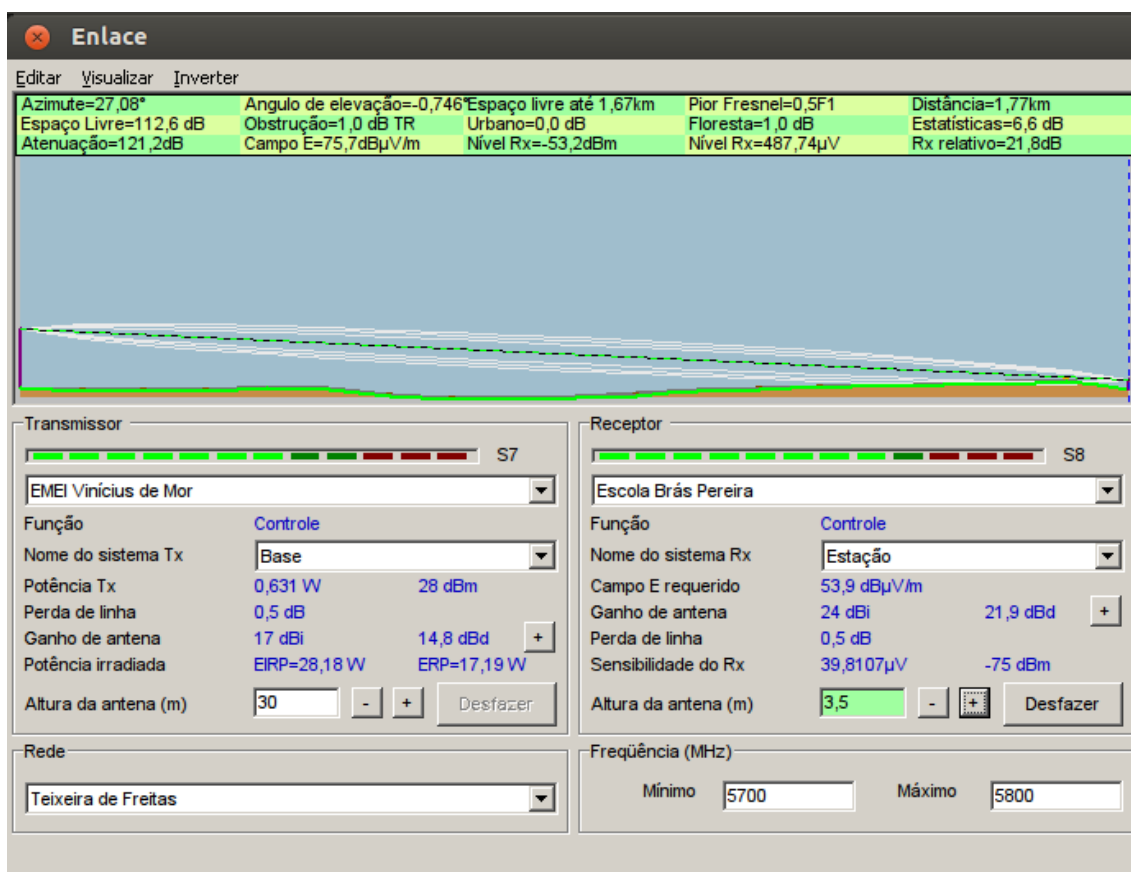 Enlace
Editar Visualizar Inverter
Azimute=27,08° Angulo de elevação=-0,746° Espaço livre até 1,67km Pior Fresnel=0,5F1 Distância=1,77km
Espaço Livre=112,6 dB Obstrução=1,0 dB TR Urbano=0,0 dB Floresta=1,0 dB Estatísticas=6,6 dB
Atenuação=121,2dB Campo E=75,7dBµV/m Nível Rx=-53,2dBm Nível Rx=487,74µV Rx relativo=21,8dB
Transmissor
S7
EMEI Vinícius de Mor
Função Controle
Nome do sistema Tx Base
Potência Tx 0,631 W 28 dBm
Perda de linha 0,5 dB
Ganho de antena 17 dBi 14,8 dBd +
Potência irradiada EIRP=28,18 W ERP=17,19 W
Altura da antena (m) 30 - + Desfazer
Receptor
S8
Escola Brás Pereira
Função Controle
Nome do sistema Rx Estação
Campo E requerido 53,9 dBµV/m
Ganho de antena 24 dBi 21,9 dBd +
Perda de linha 0,5 dB
Sensibilidade do Rx 39,8107µV -75 dBm
Altura da antena (m) 3,5 - + Desfazer
Rede
Teixeira de Freitas
Freqüência (MHz)
Mínimo 5700 Máximo 5800